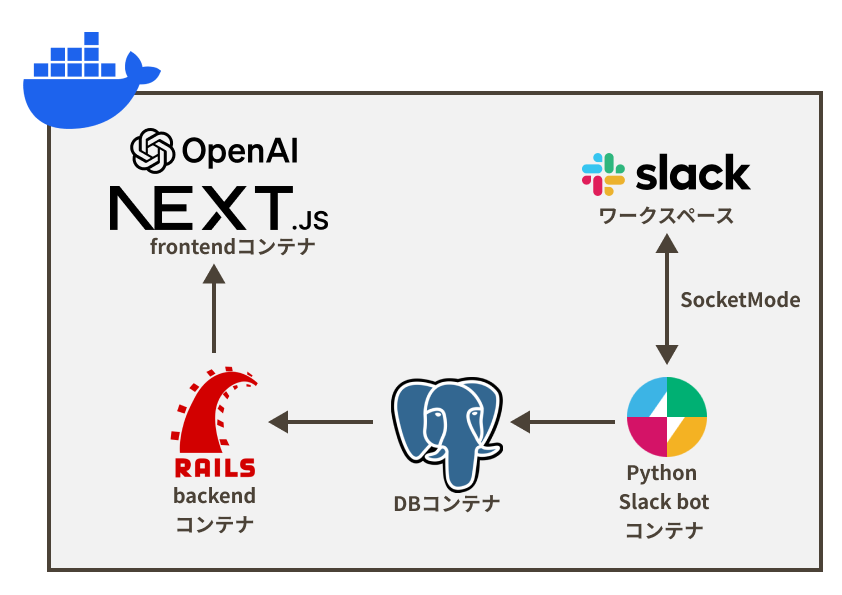 OpenAI
NEXT.JS
frontendコンテナ
slack
ワークスペース
SocketMode
RAILS
backend
コンテナ
DBコンテナ
Python
Slack bot
コンテナ